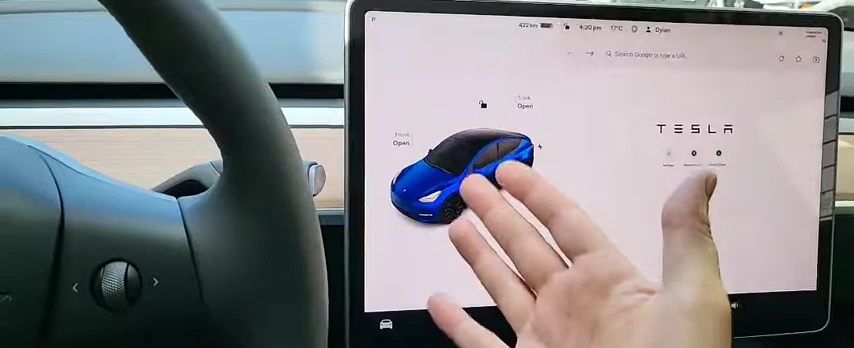 P
422 km 4:30 pm 17°C Dylan
Search Google or type a URL
Trunk
Open
Frunk
Open
TESLA